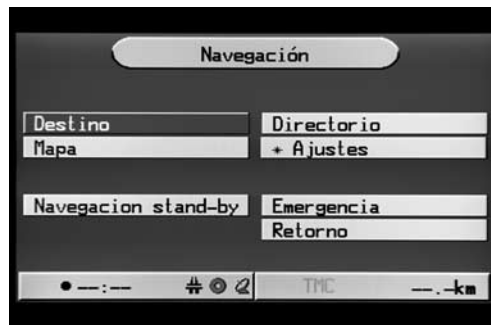 Navegación
Destino
Directorio
Mapa
+ Ajustes
Navegacion stand-by
Emergencia
Retorno
--:--
TMC
--.-km